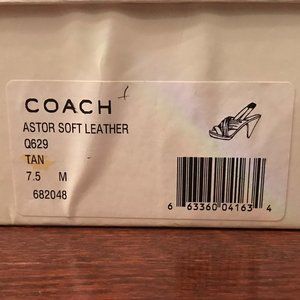 COACH
ASTOR SOFT LEATHER
Q629
TAN
7.5 M
682048
6 63360 04163 4